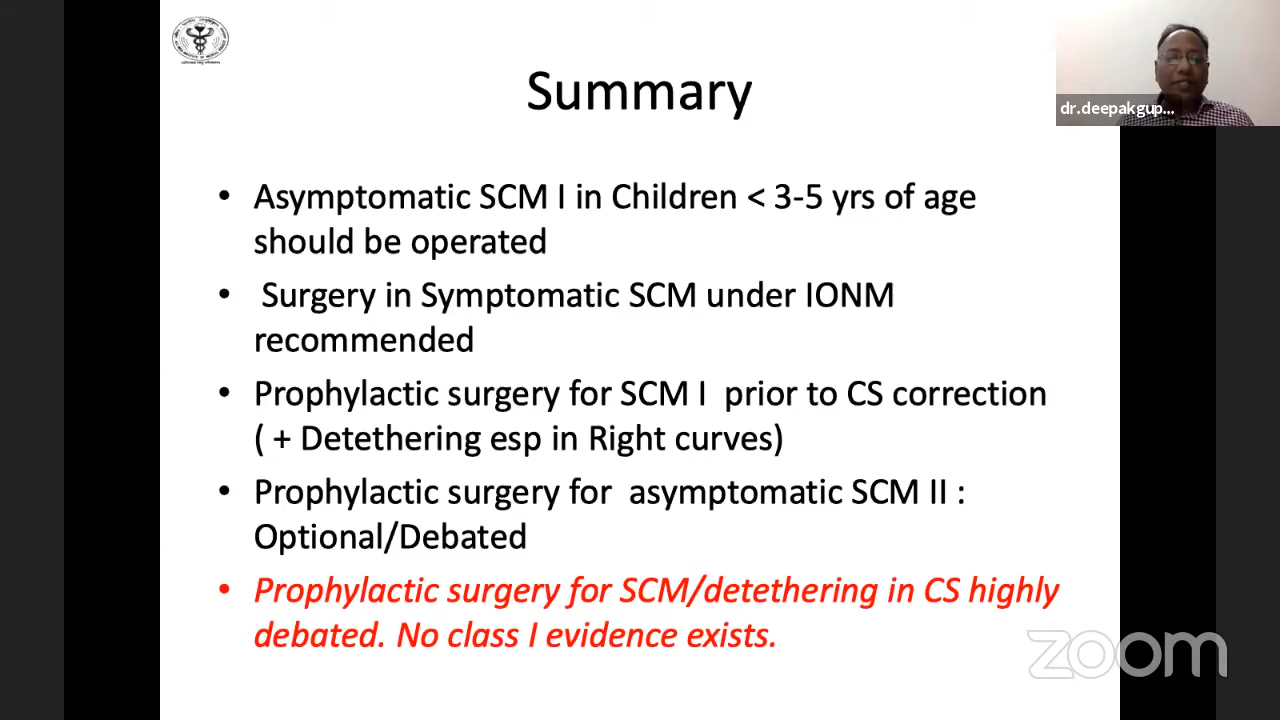 Summary
dr.deepakgup...
• Asymptomatic SCM I in Children < 3-5 yrs of age
should be operated
• Surgery in Symptomatic SCM under IONM
recommended
• Prophylactic surgery for SCM I prior to CS correction
( + Detethering esp in Right curves)
• Prophylactic surgery for asymptomatic SCM II :
Optional/Debated
• Prophylactic surgery for SCM/detethering in CS highly
debated. No class I evidence exists.
zoom